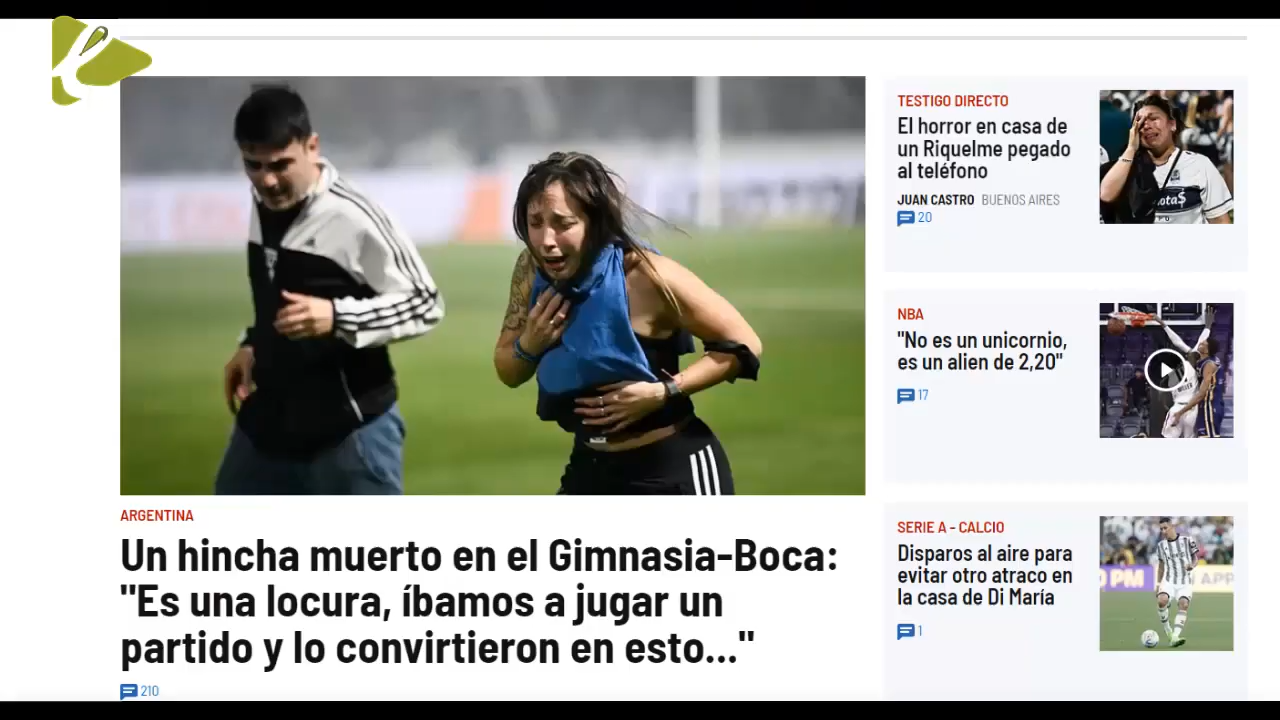 ARGENTINA
Un hincha muerto en el Gimnasia-Boca:
"Es una locura, íbamos a jugar un
partido y lo convirtieron en esto..."
210
TESTIGO DIRECTO
El horror en casa de
un Riquelme pegado
al teléfono
JUAN CASTRO BUENOS AIRES
20
NBA
"No es un unicornio,
es un alien de 2,20"
17
SERIE A - CALCIO
Disparos al aire para
evitar otro atraco en
la casa de Di María
1